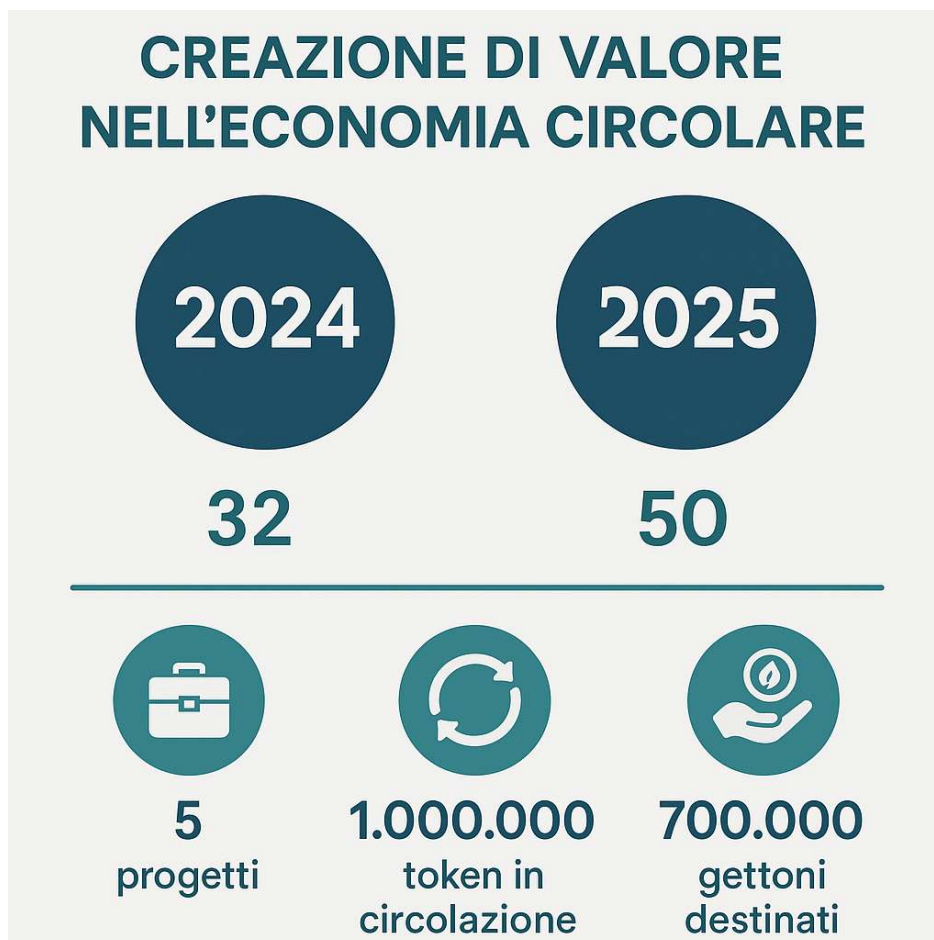 CREAZIONE DI VALORE
NELL’ECONOMIA CIRCOLARE
2024
2025
32
50
5
progetti
1.000.000
token in
circolazione
700.000
gettoni
destinati